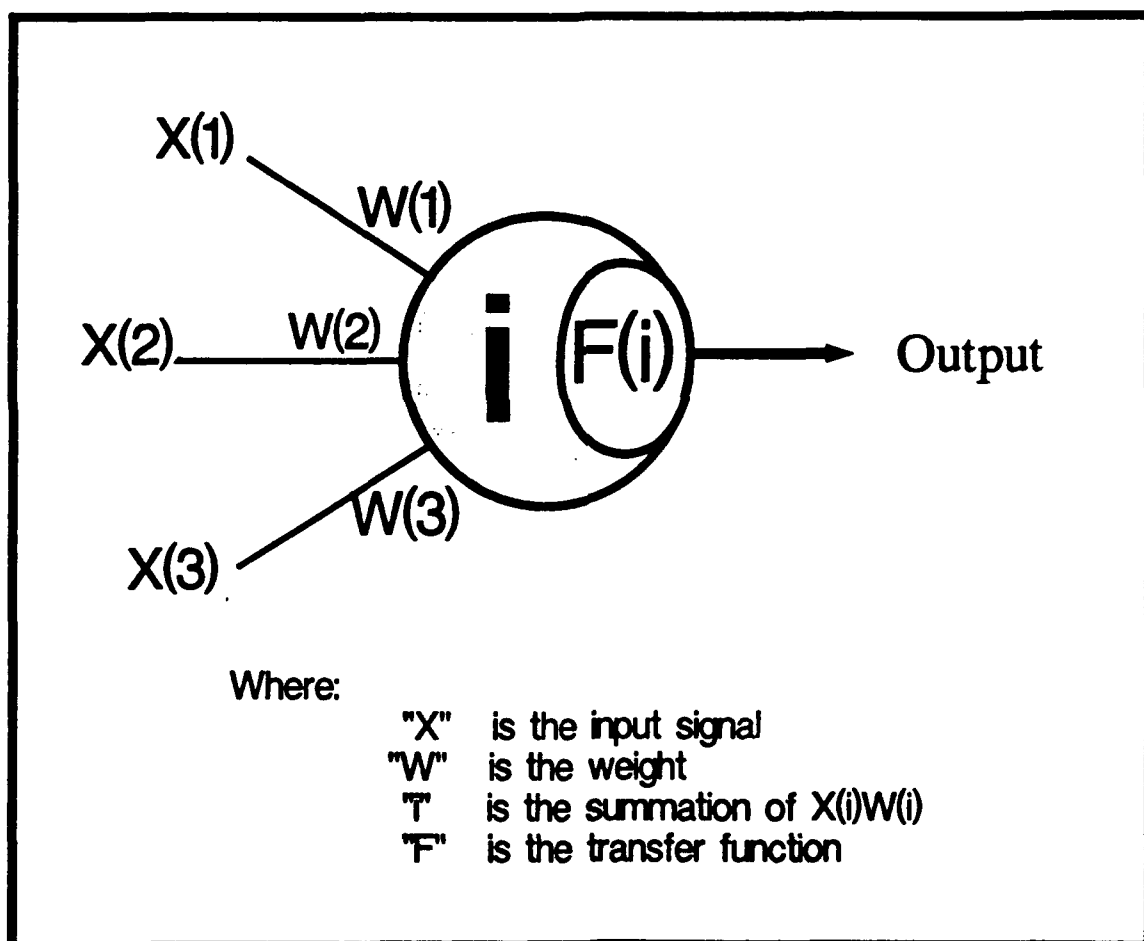 X(1)
W(1)
X(2)
W(2)
i
F(i)
Output
W(3)
X(3)
Where:
"X" is the input signal
"W" is the weight
"i" is the summation of X(i)W(i)
"F" is the transfer function